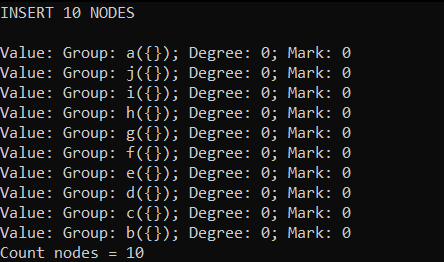 INSERT 10 NODES
Value: Group: a({}); Degree: 0; Mark: 0
Value: Group: j({}); Degree: 0; Mark: 0
Value: Group: i({}); Degree: 0; Mark: 0
Value: Group: h({}); Degree: 0; Mark: 0
Value: Group: g({}); Degree: 0; Mark: 0
Value: Group: f({}); Degree: 0; Mark: 0
Value: Group: e({}); Degree: 0; Mark: 0
Value: Group: d({}); Degree: 0; Mark: 0
Value: Group: c({}); Degree: 0; Mark: 0
Value: Group: b({}); Degree: 0; Mark: 0
Count nodes = 10